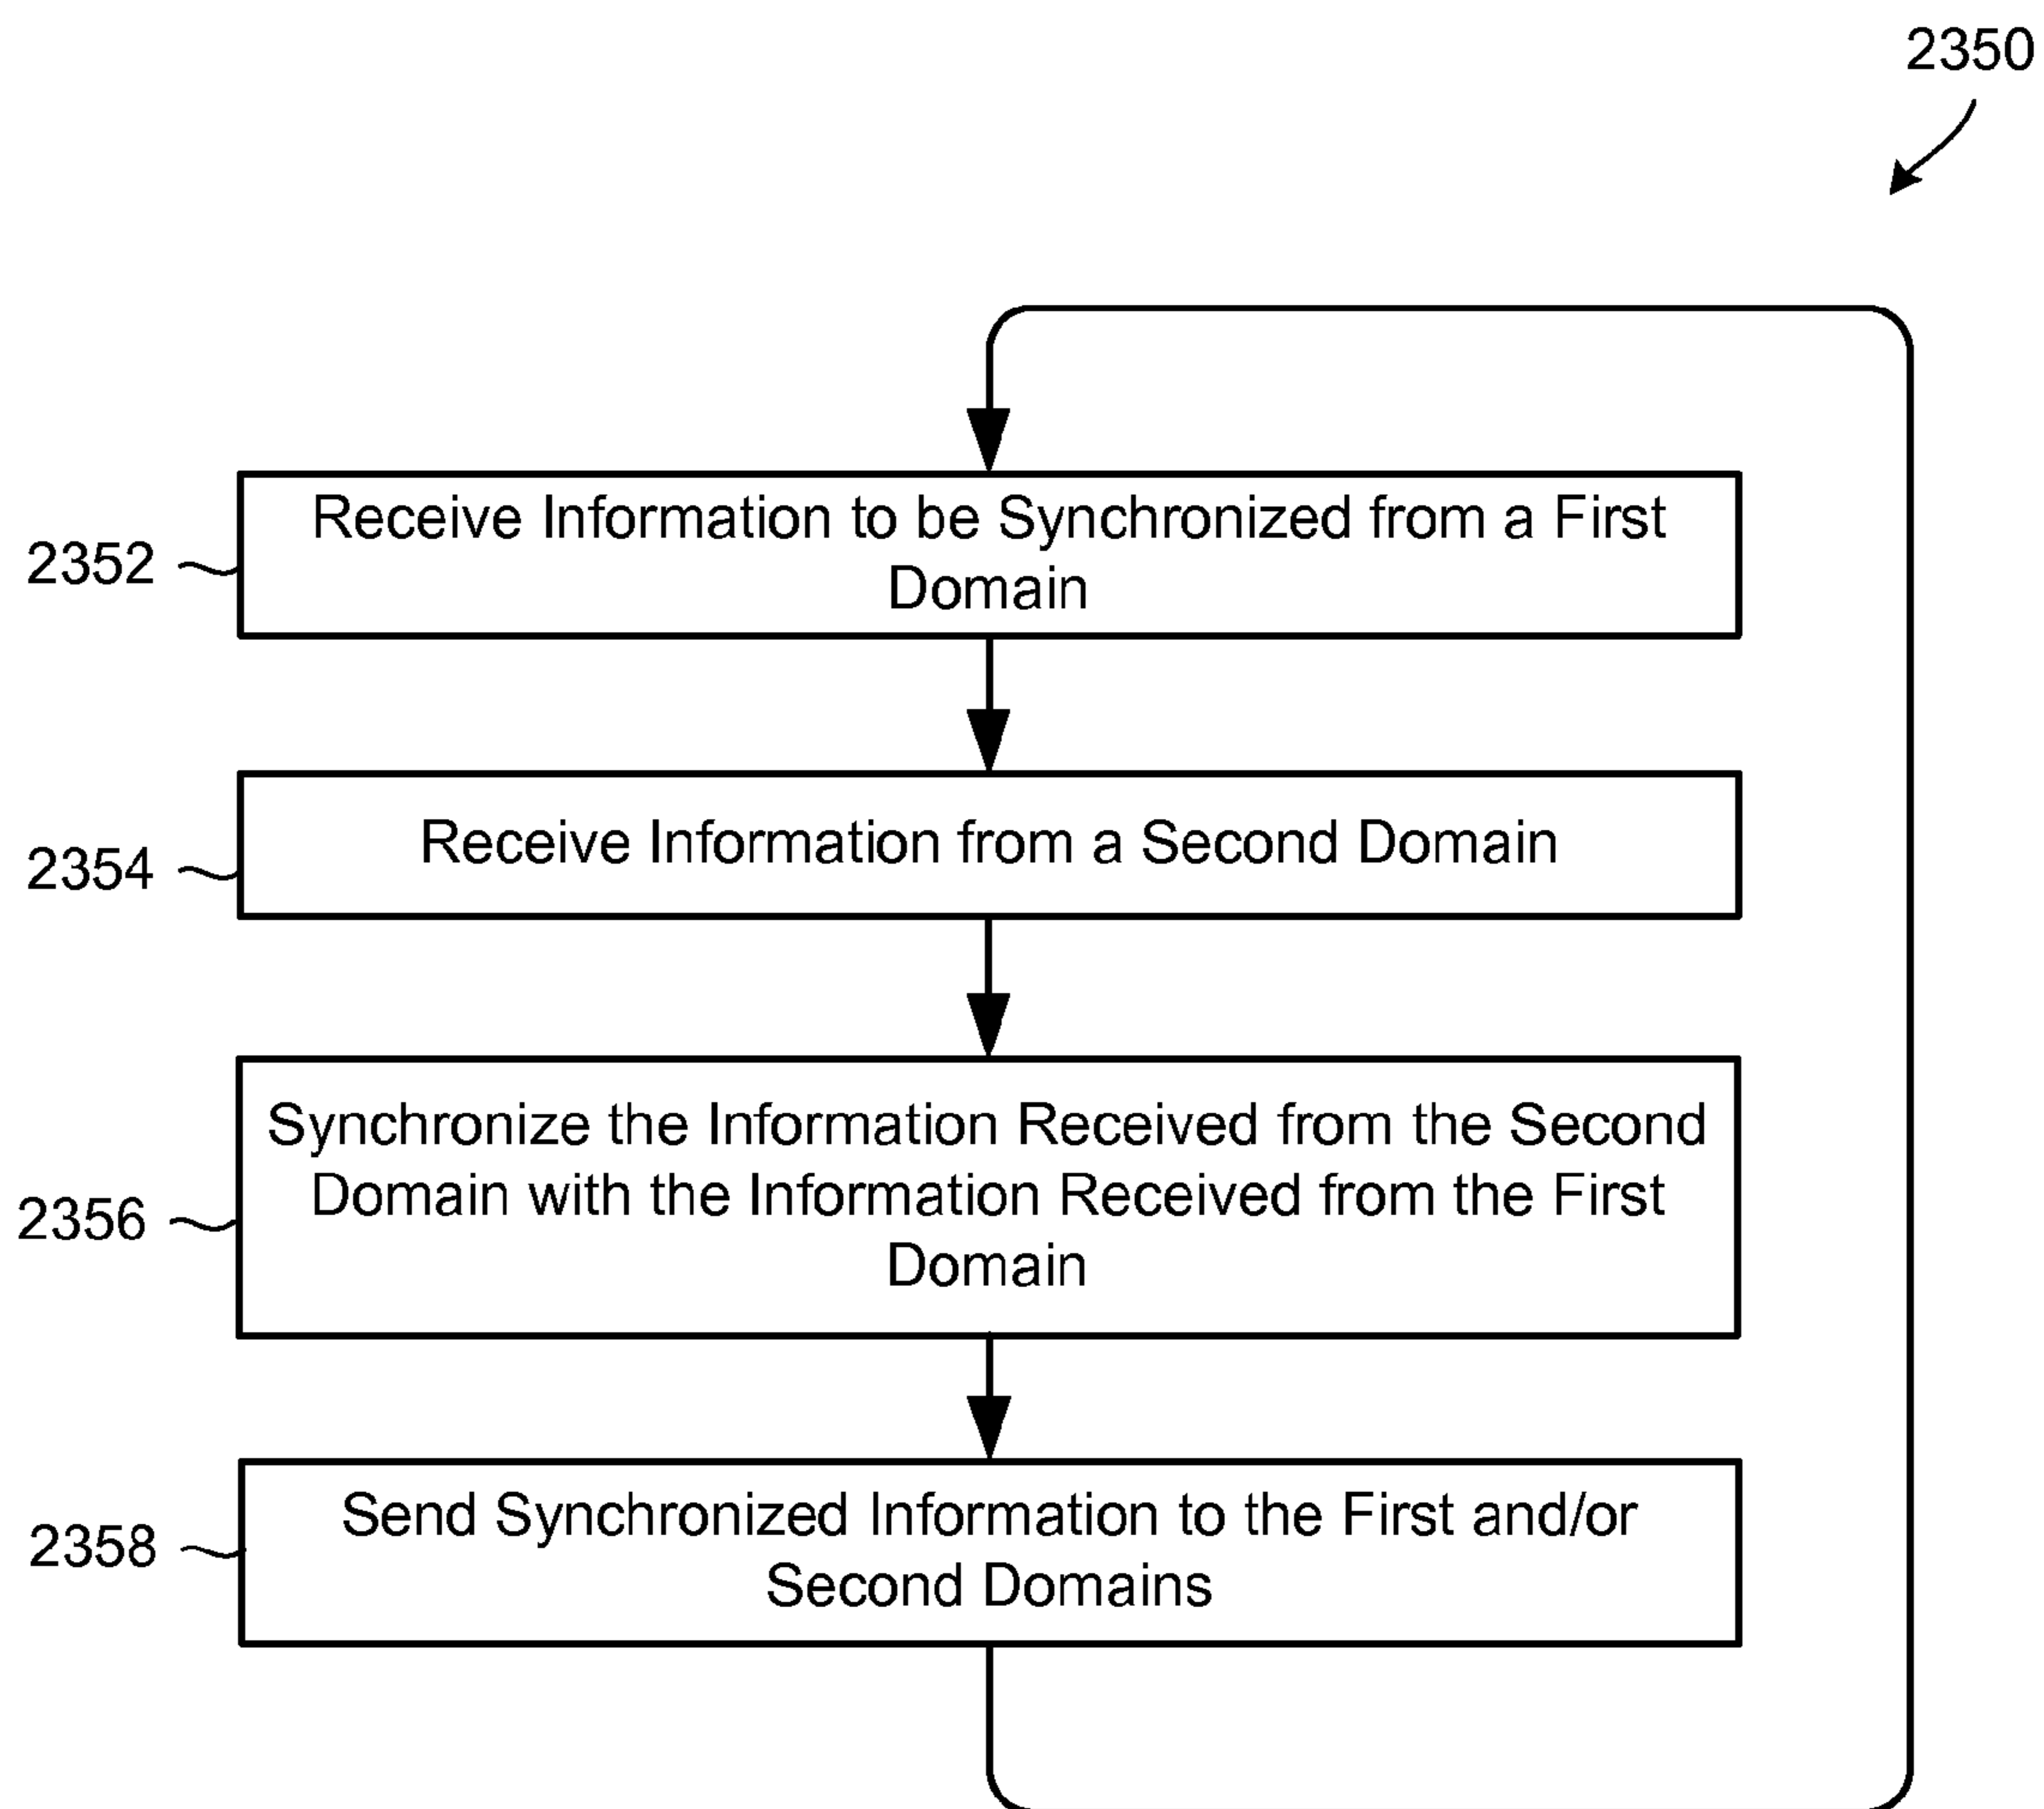 2350
Receive Information to be Synchronized from a First
Domain
2352
Receive Information from a Second Domain
2354
Synchronize the Information Received from the Second
Domain with the Information Received from the First
Domain
2356
Send Synchronized Information to the First and/or
Second Domains
2358